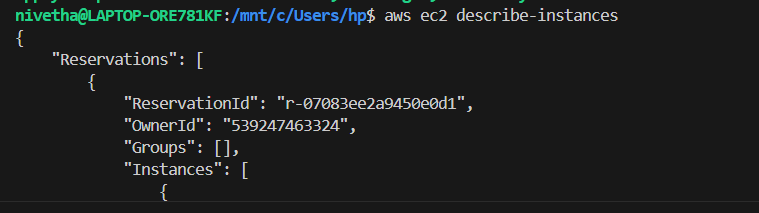 nivetha@LAPTOP-ORE781KF:/mnt/c/Users/hp$ aws ec2 describe-instances
{
    "Reservations": [
        {
            "ReservationId": "r-07083ee2a9450e0d1",
            "OwnerId": "539247463324",
            "Groups": [],
            "Instances": [
                {